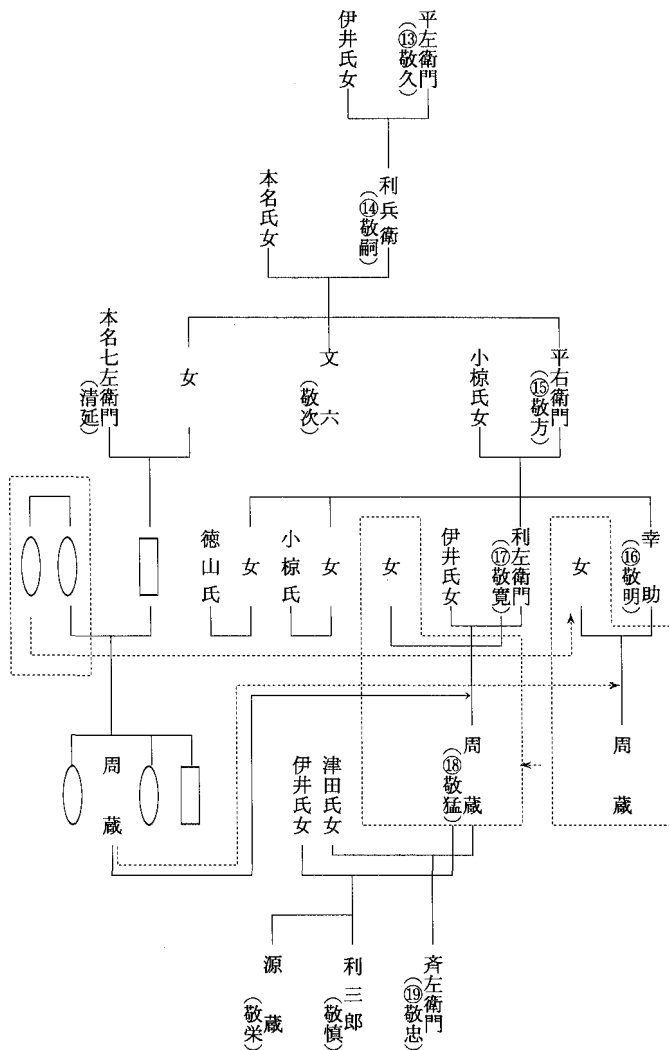 平左衛門
(⑬敬久)
伊井氏女
利兵衛
(⑭敬嗣)
本名氏女
平右衛門
(⑮敬方)
小椋氏女
文六
(敬次)
女
本名七左衛門
(清延)
幸助
(⑯敬明)
女
利左衛門
(⑰敬寛)
伊井氏女
女
女
小椋氏
女
徳山氏
周蔵
周蔵
(⑱敬猛)
津田氏女
伊井氏女
周蔵
斉左衛門
(⑲敬忠)
利三郎
(敬慎)
源蔵
(敬栄)